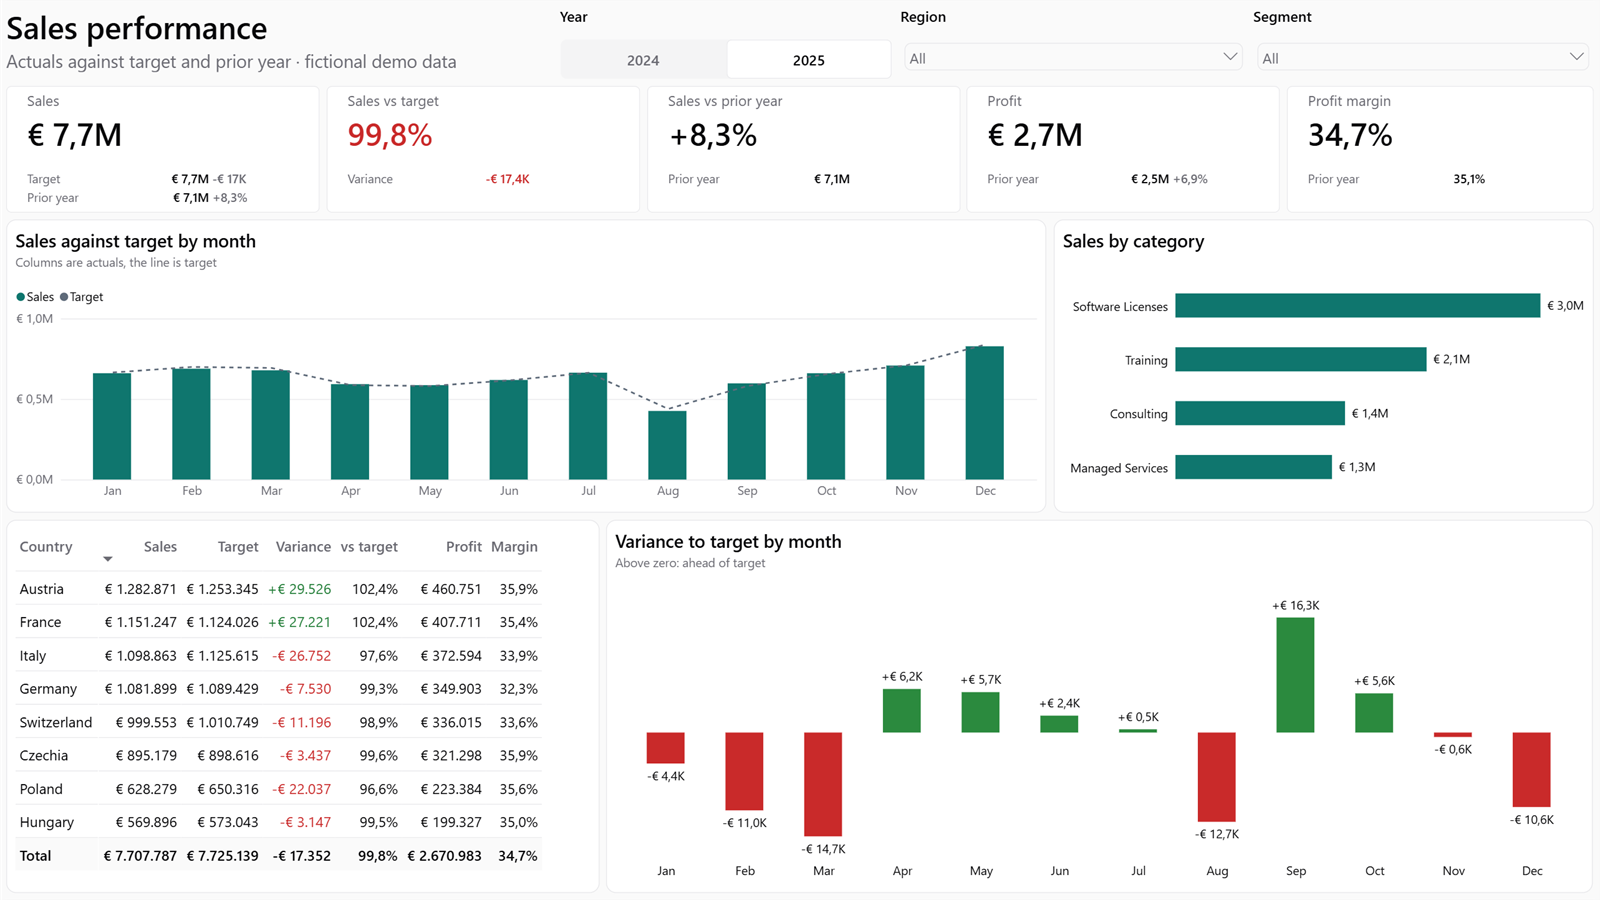 Sales performance
Actuals against target and prior year · fictional demo data
Year
2024
2025
Region
All
Segment
All
Sales
€ 7,7M
Target € 7,7M -€ 17K
Prior year € 7,1M +8,3%
Sales vs target
99,8%
Variance -€ 17,4K
Sales vs prior year
+8,3%
Prior year € 7,1M
Profit
€ 2,7M
Prior year € 2,5M +6,9%
Profit margin
34,7%
Prior year 35,1%
Sales against target by month
Columns are actuals, the line is target
Sales Target
€ 1,0M
€ 0,5M
€ 0,0M
Jan Feb Mar Apr May Jun Jul Aug Sep Oct Nov Dec
Sales by category
Software Licenses € 3,0M
Training € 2,1M
Consulting € 1,4M
Managed Services € 1,3M
Country Sales Target Variance vs target Profit Margin
Austria € 1.282.871 € 1.253.345 +€ 29.526 102,4% € 460.751 35,9%
France € 1.151.247 € 1.124.026 +€ 27.221 102,4% € 407.711 35,4%
Italy € 1.098.863 € 1.125.615 -€ 26.752 97,6% € 372.594 33,9%
Germany € 1.081.899 € 1.089.429 -€ 7.530 99,3% € 349.903 32,3%
Switzerland € 999.553 € 1.010.749 -€ 11.196 98,9% € 336.015 33,6%
Czechia € 895.179 € 898.616 -€ 3.437 99,6% € 321.298 35,9%
Poland € 628.279 € 650.316 -€ 22.037 96,6% € 223.384 35,6%
Hungary € 569.896 € 573.043 -€ 3.147 99,5% € 199.327 35,0%
Total € 7.707.787 € 7.725.139 -€ 17.352 99,8% € 2.670.983 34,7%
Variance to target by month
Above zero: ahead of target
-€ 4,4K
-€ 11,0K
-€ 14,7K
+€ 6,2K
+€ 5,7K
+€ 2,4K
+€ 0,5K
-€ 12,7K
+€ 16,3K
+€ 5,6K
-€ 0,6K
-€ 10,6K
Jan Feb Mar Apr May Jun Jul Aug Sep Oct Nov Dec